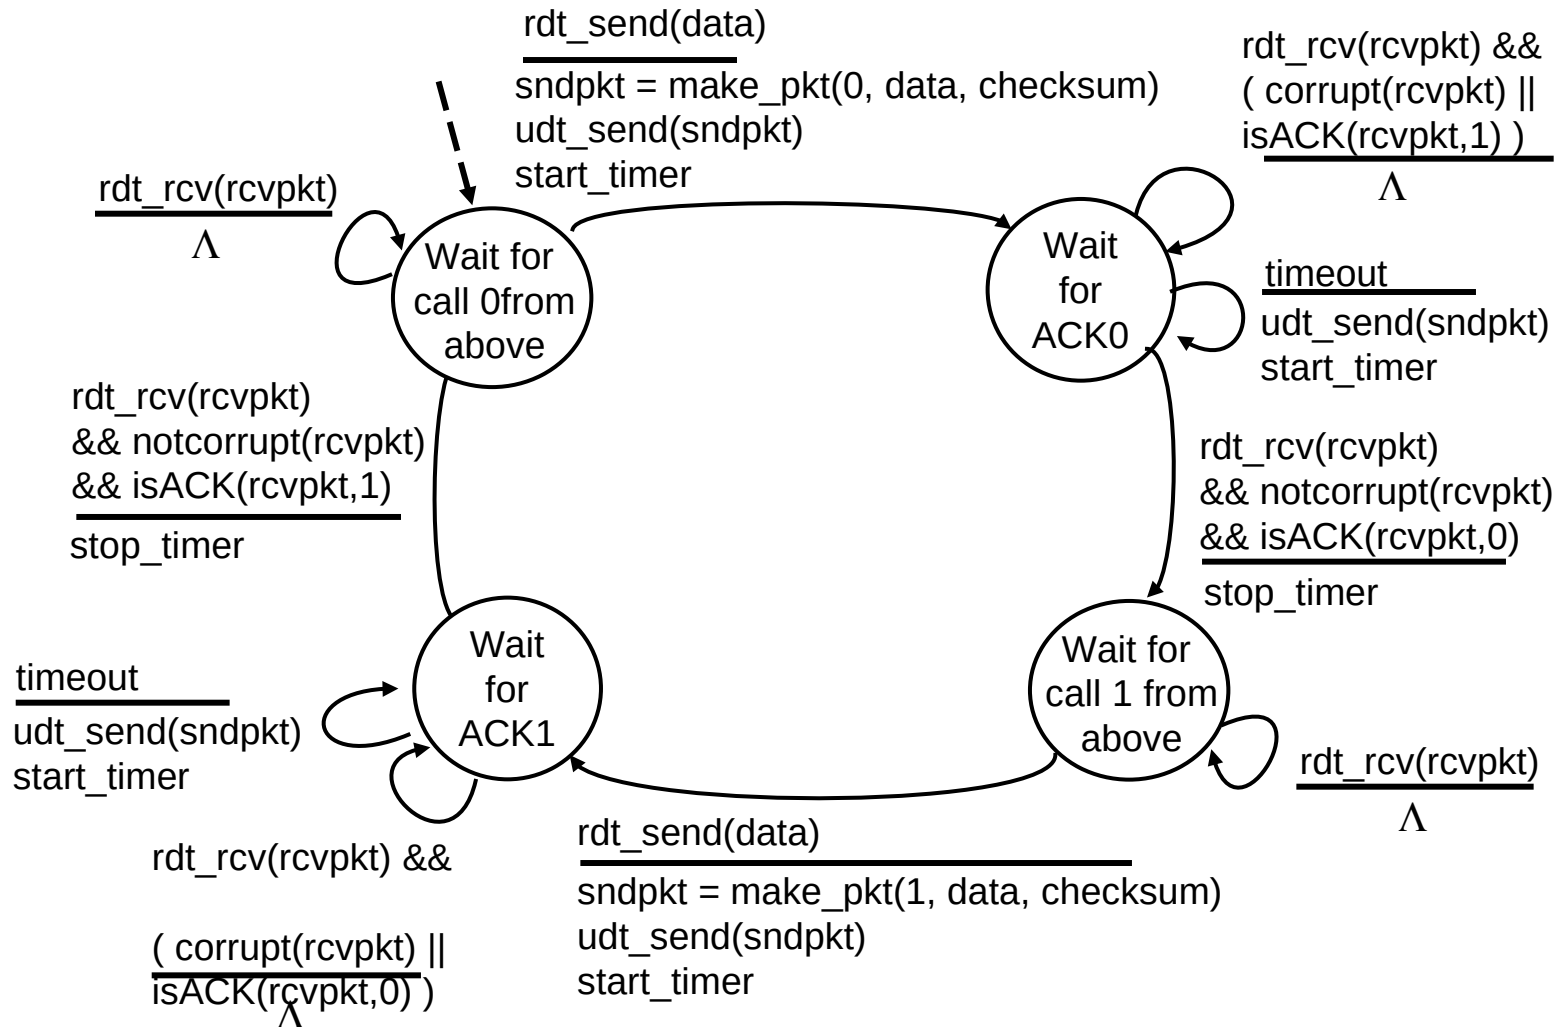 rdt_send(data)
sndpkt = make_pkt(0, data, checksum)
udt_send(sndpkt)
start_timer
rdt_rcv(rcvpkt) &&
( corrupt(rcvpkt) ||
isACK(rcvpkt,1) )
Λ
rdt_rcv(rcvpkt)
Λ
Wait for
call 0from
above
Wait
for
ACK0
timeout
udt_send(sndpkt)
start_timer
rdt_rcv(rcvpkt)
&& notcorrupt(rcvpkt)
&& isACK(rcvpkt,1)
stop_timer
rdt_rcv(rcvpkt)
&& notcorrupt(rcvpkt)
&& isACK(rcvpkt,0)
stop_timer
Wait
for
ACK1
Wait for
call 1 from
above
timeout
udt_send(sndpkt)
start_timer
rdt_rcv(rcvpkt)
Λ
rdt_rcv(rcvpkt) &&
( corrupt(rcvpkt) ||
isACK(rcvpkt,0) )
Λ
rdt_send(data)
sndpkt = make_pkt(1, data, checksum)
udt_send(sndpkt)
start_timer